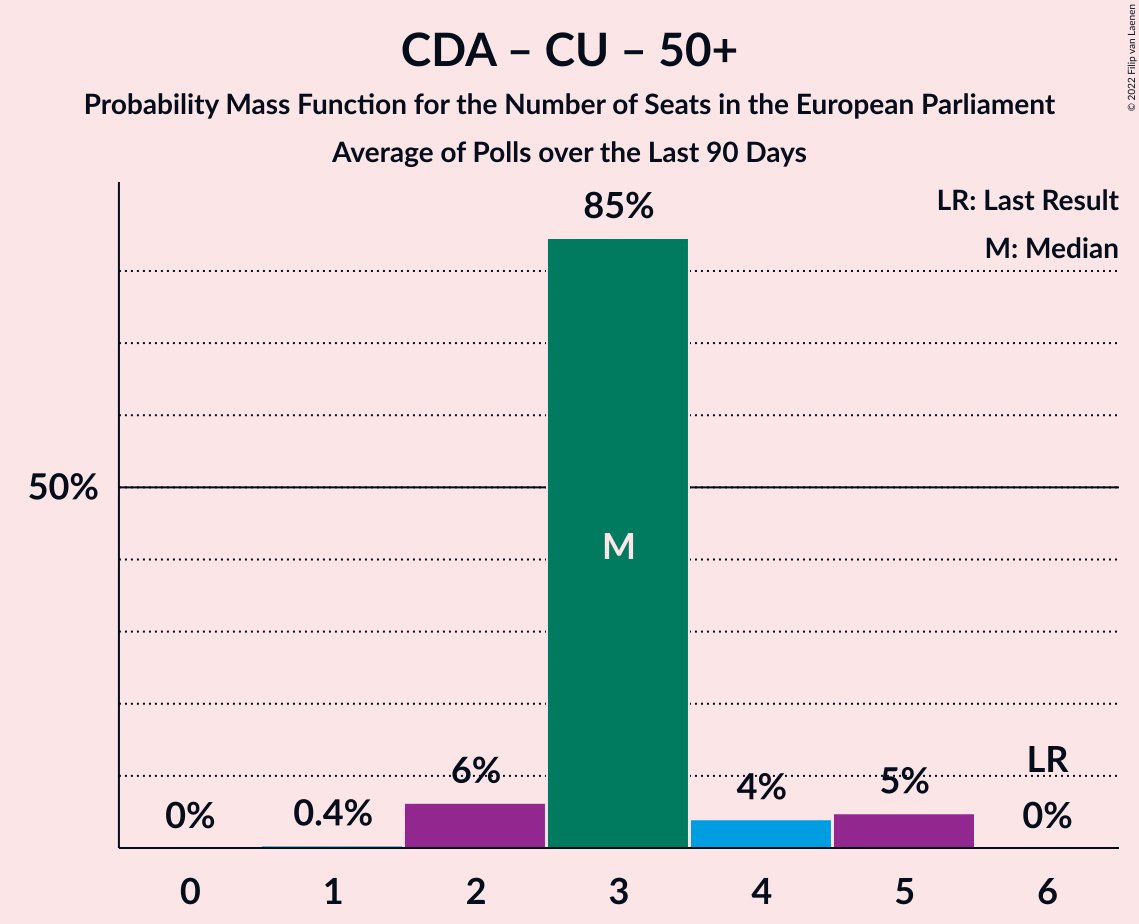 CDA – CU – 50+
Probability Mass Function for the Number of Seats in the European Parliament
Average of Polls over the Last 90 Days
© 2022 Filip van Laenen
LR: Last Result
M: Median
85%
50%
M
LR
6%
4%
5%
0%
0.4%
0%
0 1 2 3 4 5 6